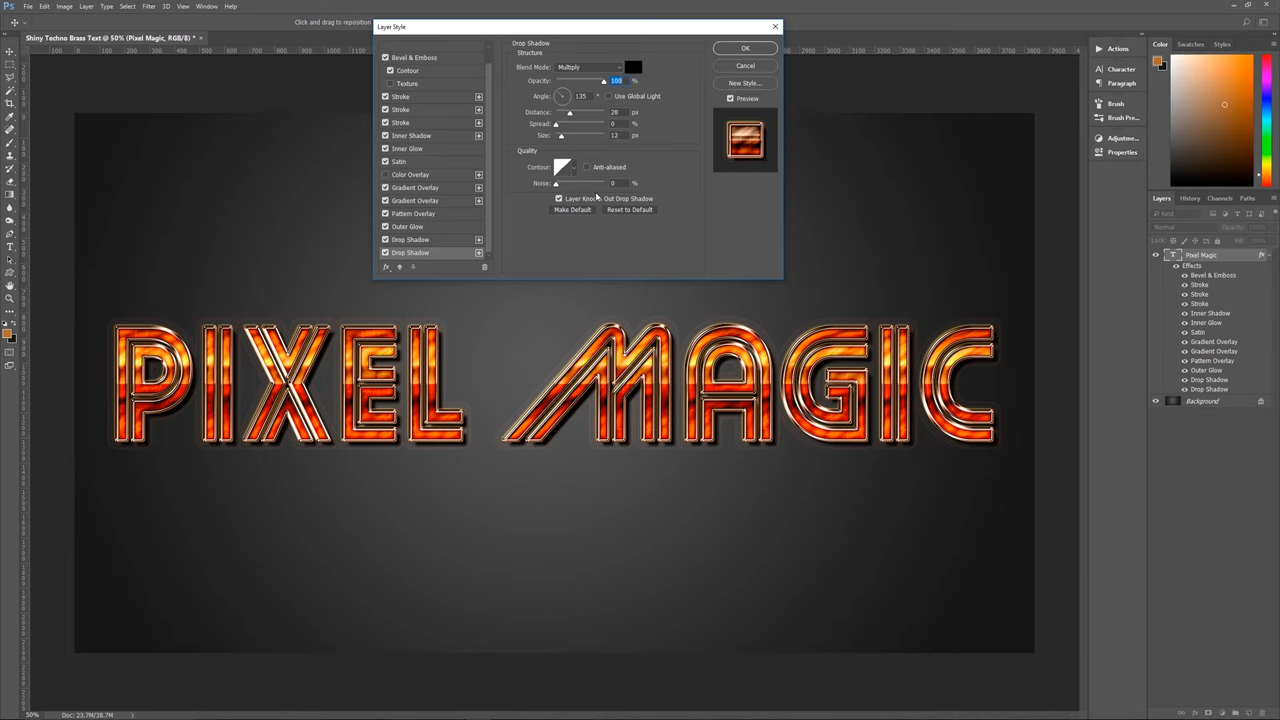 Ps File Edit Image Layer Type Select Filter 3D View Window Help
Click and drag to reposition
Shiny Techno Brass Text @ 50% (Pixel Magic, RGB/8) * ×
Layer Style
Bevel & Emboss
Contour
Texture
Stroke
Stroke
Stroke
Inner Shadow
Inner Glow
Satin
Color Overlay
Gradient Overlay
Gradient Overlay
Pattern Overlay
Outer Glow
Drop Shadow
Drop Shadow
fx
Drop Shadow
Structure
Blend Mode: Multiply
Opacity: 100 %
Angle: 135 ° Use Global Light
Distance: 28 px
Spread: 0 %
Size: 12 px
Quality
Contour: Anti-aliased
Noise: 0 %
Layer Knocks Out Drop Shadow
Make Default Reset to Default
OK
Cancel
New Style...
Preview
PIXEL MAGIC
Actions
Character
Paragraph
Brush
Brush Pre...
Adjustme...
Properties
Color Swatches Styles
Layers History Channels Paths
Kind
Normal Opacity: 100%
Lock: Fill:
T Pixel Magic fx
Effects
Bevel & Emboss
Stroke
Stroke
Stroke
Inner Shadow
Inner Glow
Satin
Gradient Overlay
Gradient Overlay
Pattern Overlay
Outer Glow
Drop Shadow
Drop Shadow
Background
50% Doc: 23.7M/38.7M